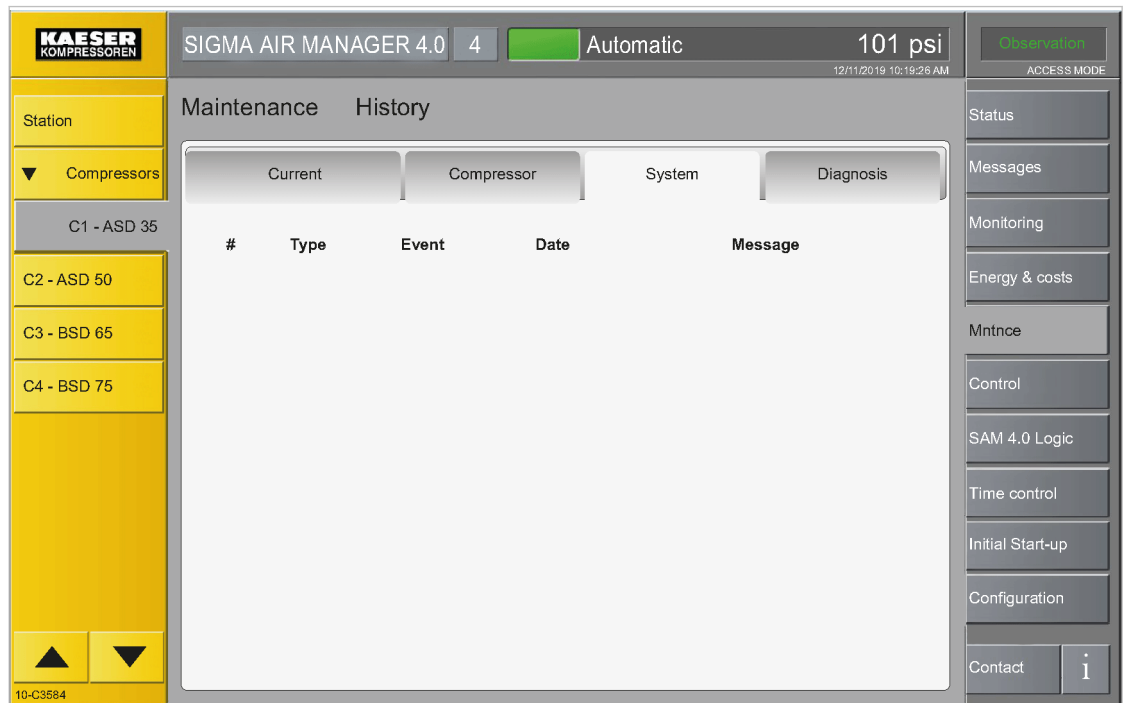 KAESER
KOMPRESSOREN
SIGMA AIR MANAGER 4.0 4 Automatic 101 psi
12/11/2019 10:19:26 AM
Observation
ACCESS MODE
Station
Compressors
C1 - ASD 35
C2 - ASD 50
C3 - BSD 65
C4 - BSD 75
10-C3584
Maintenance History
Current Compressor System Diagnosis
# Type Event Date Message
Status
Messages
Monitoring
Energy & costs
Mntnce
Control
SAM 4.0 Logic
Time control
Initial Start-up
Configuration
Contact i